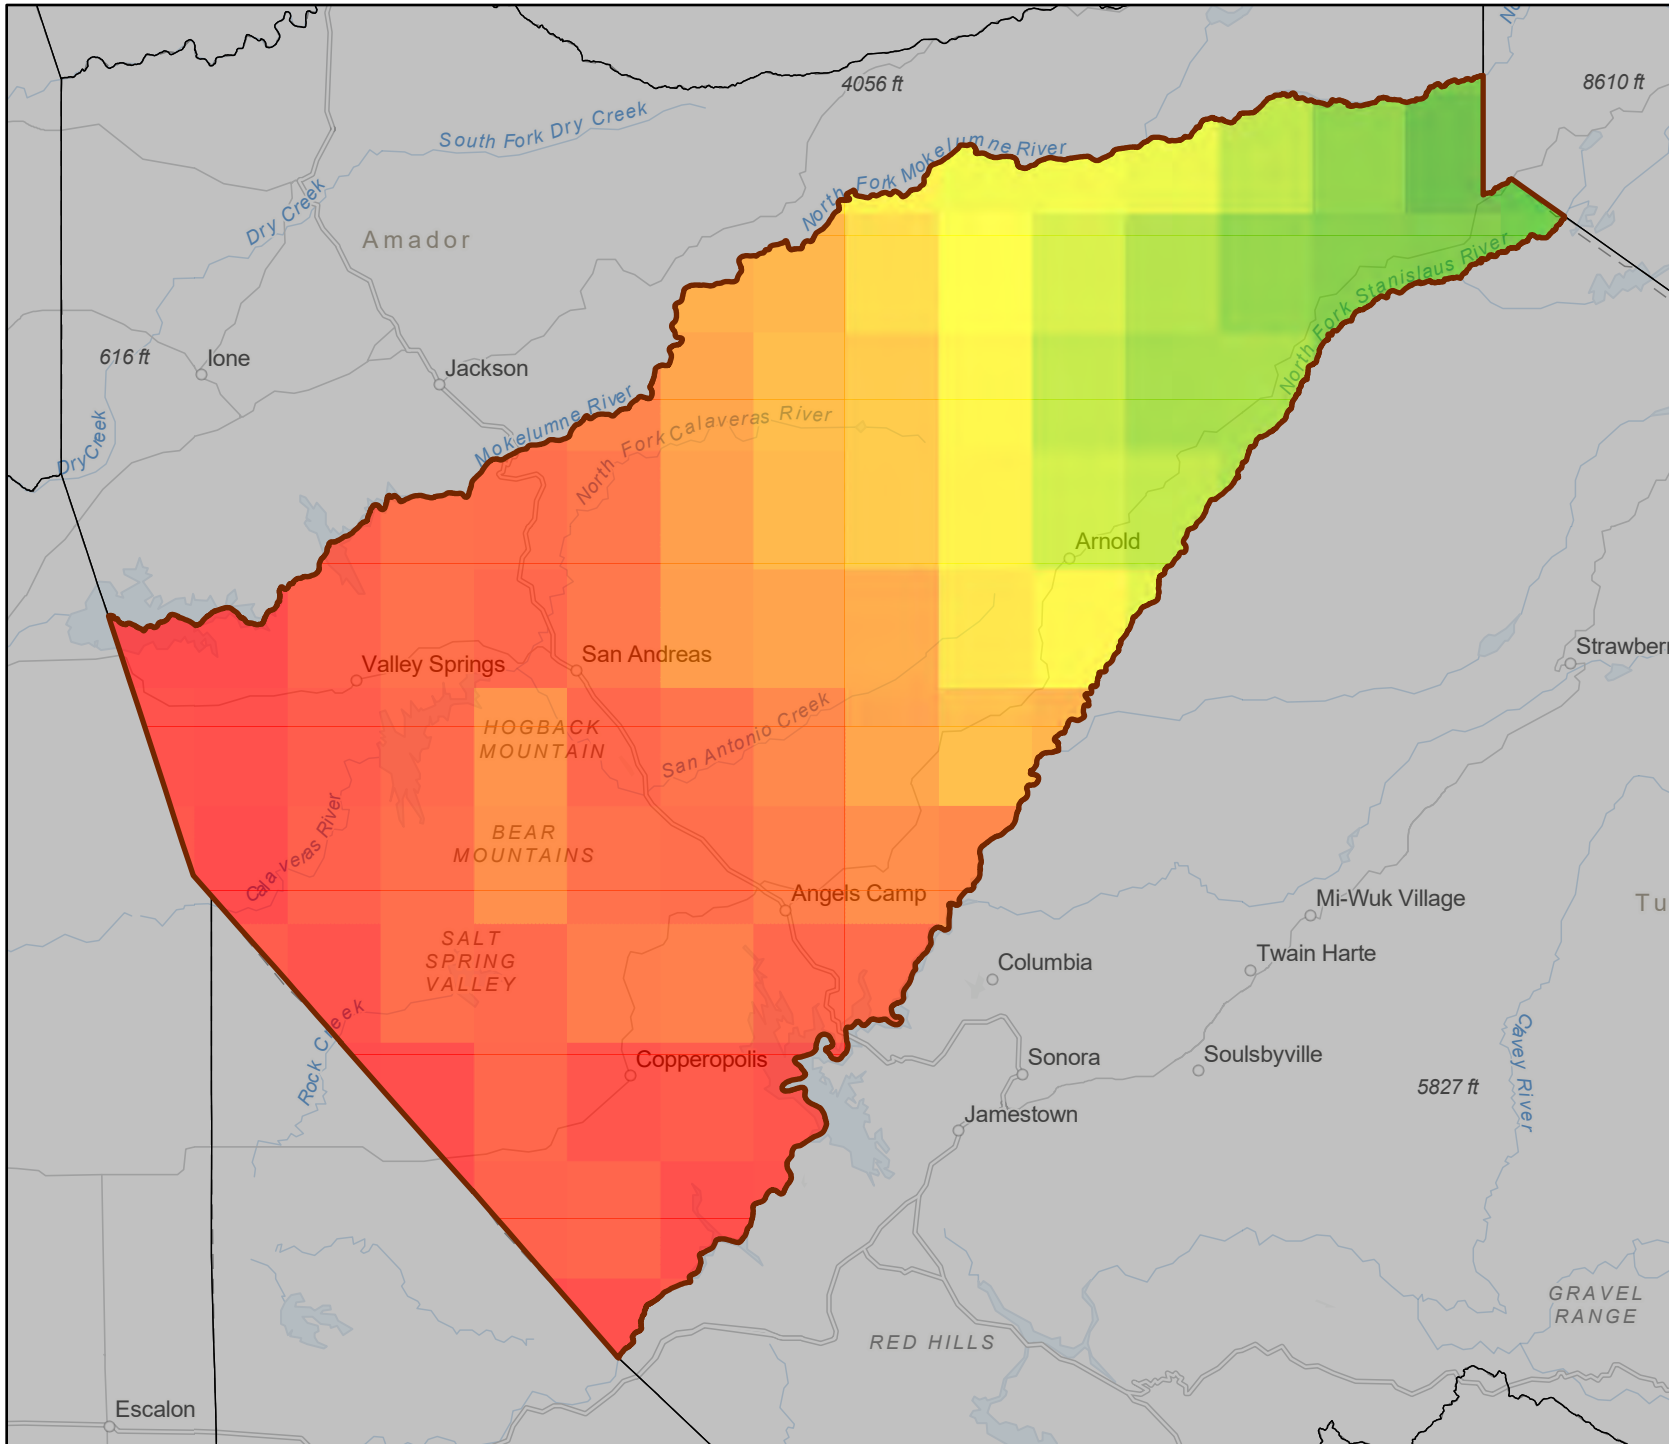 No
4056 ft
8610 ft
South Fork Dry Creek
North Fork Mokelumne River
Dry Creek
Amador
North Fork Stanislaus River
616 ft
Ione
Jackson
Mokelumne River
North Fork Calaveras River
Dry Creek
Arnold
Strawberr
San Andreas
Valley Springs
HOGBACK
MOUNTAIN
San Antonio Creek
BEAR
MOUNTAINS
Calaveras River
Angels Camp
Mi-Wuk Village
Tu
SALT
SPRING
VALLEY
Columbia
Twain Harte
Rock Creek
Copperopolis
Sonora
Soulsbyville
Cavey River
5827 ft
Jamestown
GRAVEL
RANGE
RED HILLS
Escalon